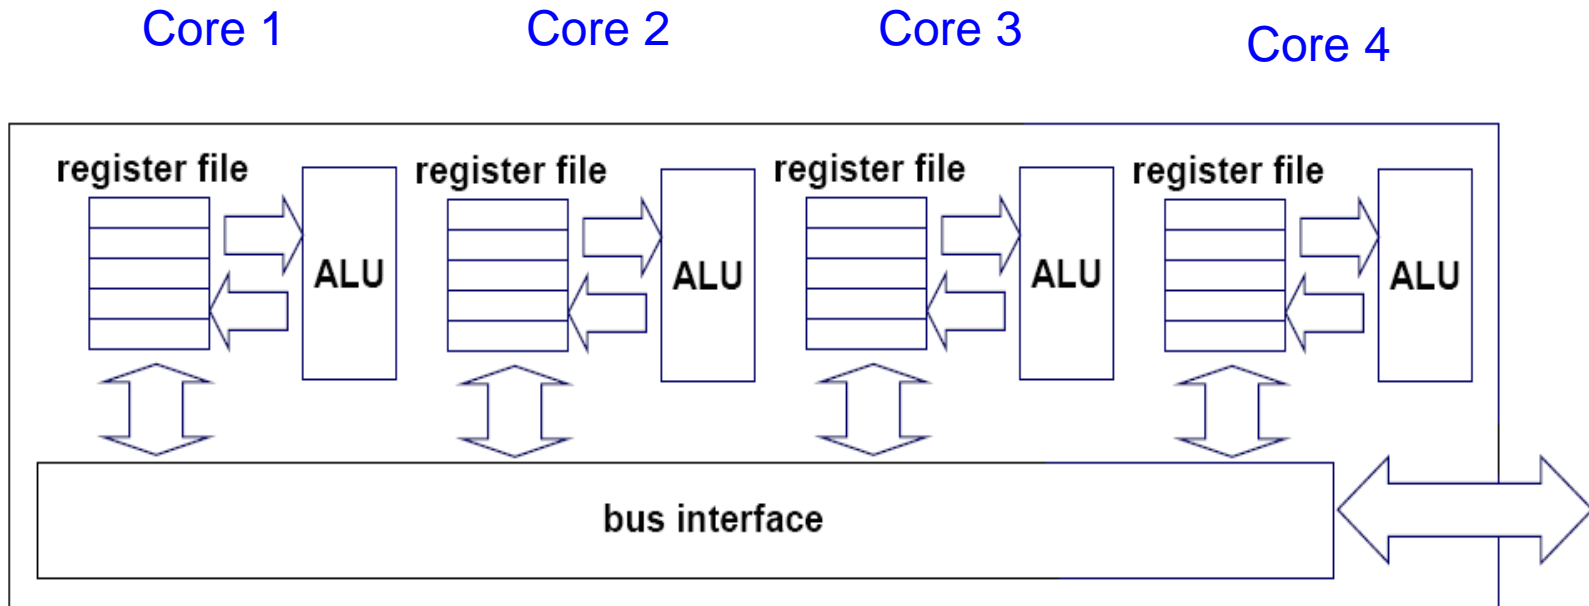 Core 1
Core 2
Core 3
Core 4
register file
ALU
register file
ALU
register file
ALU
register file
ALU
bus interface